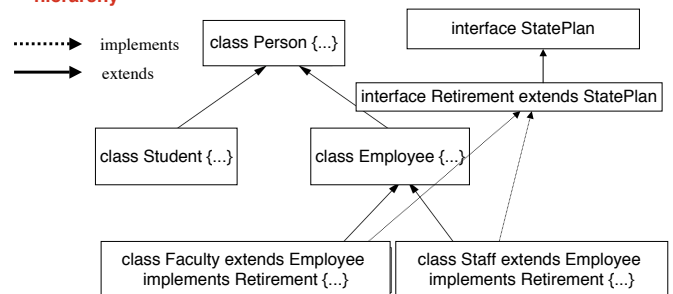 hierarchy
implements
extends
class Person {...}
interface StatePlan
interface Retirement extends StatePlan
class Student {...}
class Employee {...}
class Faculty extends Employee
implements Retirement {...}
class Staff extends Employee
implements Retirement {...}